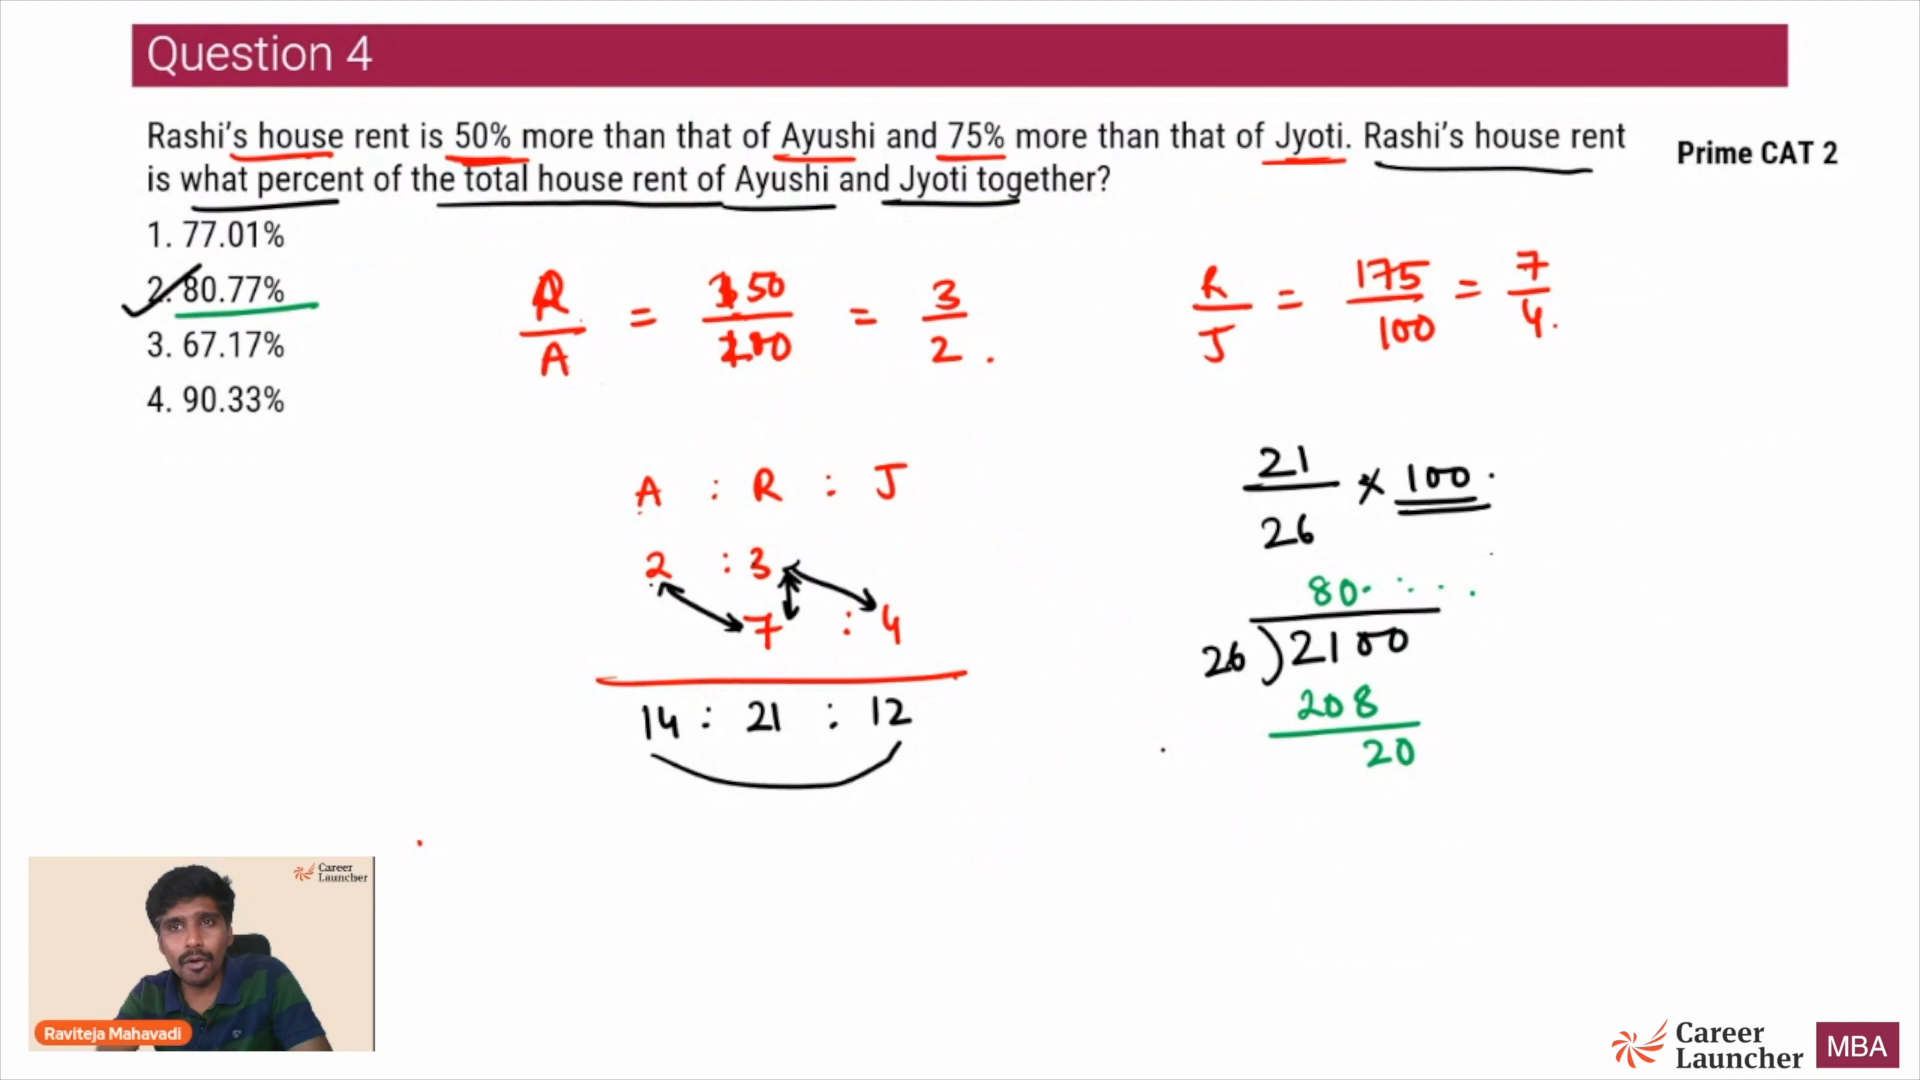 Question 4
Rashi's house rent is 50% more than that of Ayushi and 75% more than that of Jyoti. Rashi's house rent
is what percent of the total house rent of Ayushi and Jyoti together?
Prime CAT 2
1. 77.01%
2. 80.77%
3. 67.17%
4. 90.33%
R/A = 150/100 = 3/2.
R/J = 175/100 = 7/4.
A : R : J
2 : 3
7 : 4
14 : 21 : 12
21/26 × 100.
80. . . . .
26)2100
208
20
Career
Launcher
Raviteja Mahavadi
Career
Launcher
MBA